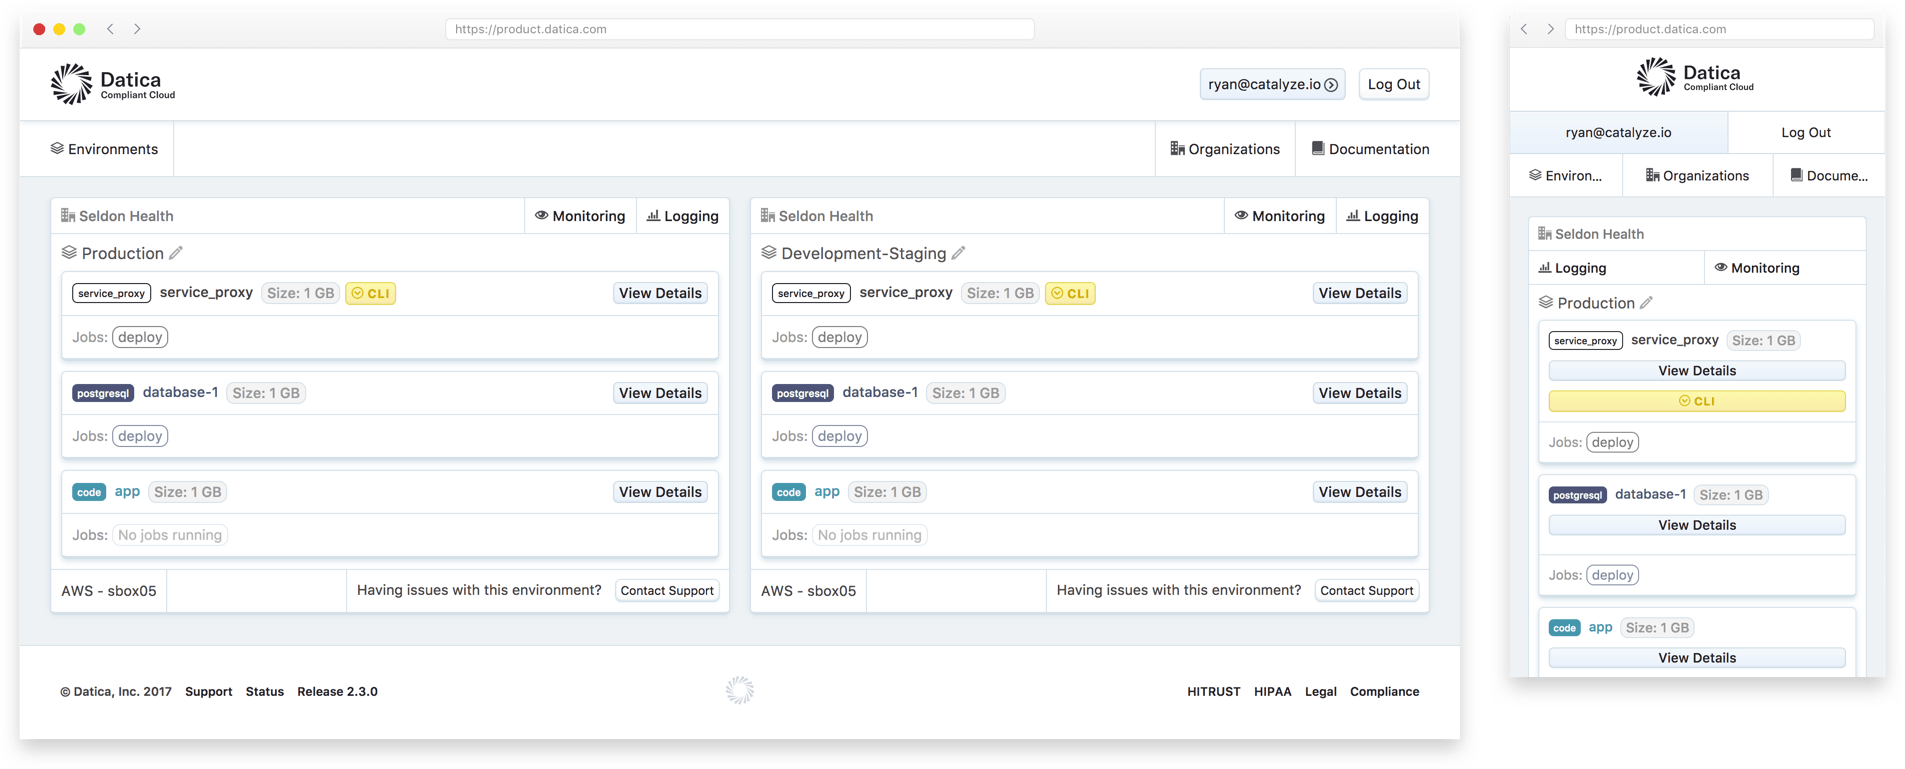 https://product.datica.com
Datica
Compliant Cloud
ryan@catalyze.io
Log Out
Environments
Organizations
Documentation
Seldon Health
Monitoring
Logging
Production
service_proxy service_proxy Size: 1 GB CLI View Details
Jobs: deploy
postgresql database-1 Size: 1 GB View Details
Jobs: deploy
code app Size: 1 GB View Details
Jobs: No jobs running
AWS - sbox05
Having issues with this environment? Contact Support
Seldon Health
Monitoring
Logging
Development-Staging
service_proxy service_proxy Size: 1 GB CLI View Details
Jobs: deploy
postgresql database-1 Size: 1 GB View Details
Jobs: deploy
code app Size: 1 GB View Details
Jobs: No jobs running
AWS - sbox05
Having issues with this environment? Contact Support
© Datica, Inc. 2017 Support Status Release 2.3.0
HITRUST HIPAA Legal Compliance
https://product.datica.com
Datica
Compliant Cloud
ryan@catalyze.io
Log Out
Environ...
Organizations
Docume...
Seldon Health
Logging
Monitoring
Production
service_proxy service_proxy Size: 1 GB
View Details
CLI
Jobs: deploy
postgresql database-1 Size: 1 GB
View Details
Jobs: deploy
code app Size: 1 GB
View Details